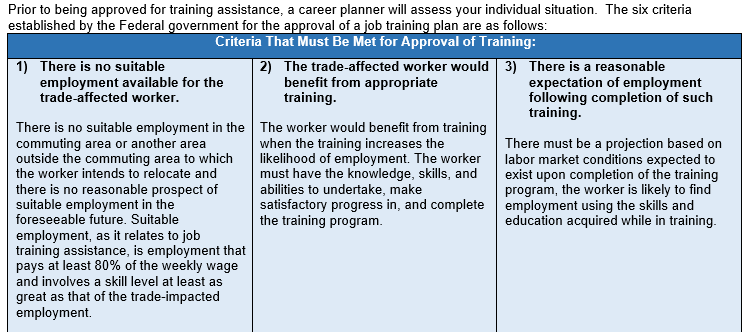 Prior to being approved for training assistance, a career planner will assess your individual situation.  The six criteria
established by the Federal government for the approval of a job training plan are as follows:
Criteria That Must Be Met for Approval of Training:
1) There is no suitable
employment available for the
trade-affected worker.
There is no suitable employment in the
commuting area or another area
outside the commuting area to which
the worker intends to relocate and
there is no reasonable prospect of
suitable employment in the
foreseeable future. Suitable
employment, as it relates to job
training assistance, is employment that
pays at least 80% of the weekly wage
and involves a skill level at least as
great as that of the trade-impacted
employment.
2) The trade-affected worker would
benefit from appropriate
training.
The worker would benefit from training
when the training increases the
likelihood of employment. The worker
must have the knowledge, skills, and
abilities to undertake, make
satisfactory progress in, and complete
the training program.
3) There is a reasonable
expectation of employment
following completion of such
training.
There must be a projection based on
labor market conditions expected to
exist upon completion of the training
program, the worker is likely to find
employment using the skills and
education acquired while in training.